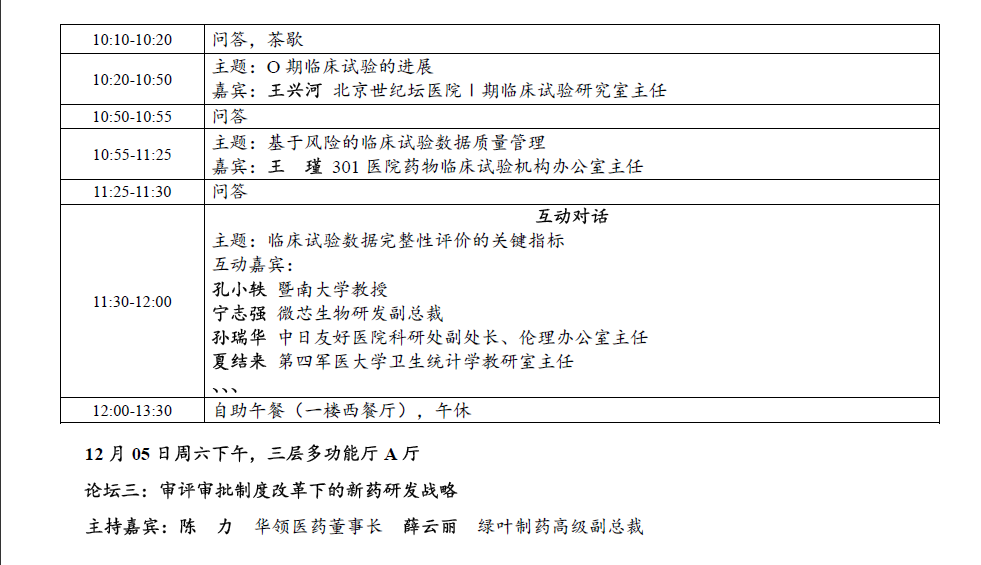 10:10-10:20 问答，茶歇
10:20-10:50 主题：O 期临床试验的进展
嘉宾：王兴河 北京世纪坛医院 I 期临床试验研究室主任
10:50-10:55 问答
10:55-11:25 主题：基于风险的临床试验数据质量管理
嘉宾：王 瑾 301 医院药物临床试验机构办公室主任
11:25-11:30 问答
互动对话
主题：临床试验数据完整性评价的关键指标
互动嘉宾：
11:30-12:00 孔小轶 暨南大学教授
宁志强 微芯生物研发副总裁
孙瑞华 中日友好医院科研处副处长、伦理办公室主任
夏结来 第四军医大学卫生统计学教研室主任
、、、
12:00-13:30 自助午餐（一楼西餐厅），午休
12 月 05 日周六下午，三层多功能厅 A 厅
论坛三：审评审批制度改革下的新药研发战略
主持嘉宾：陈 力 华领医药董事长 薛云丽 绿叶制药高级副总裁